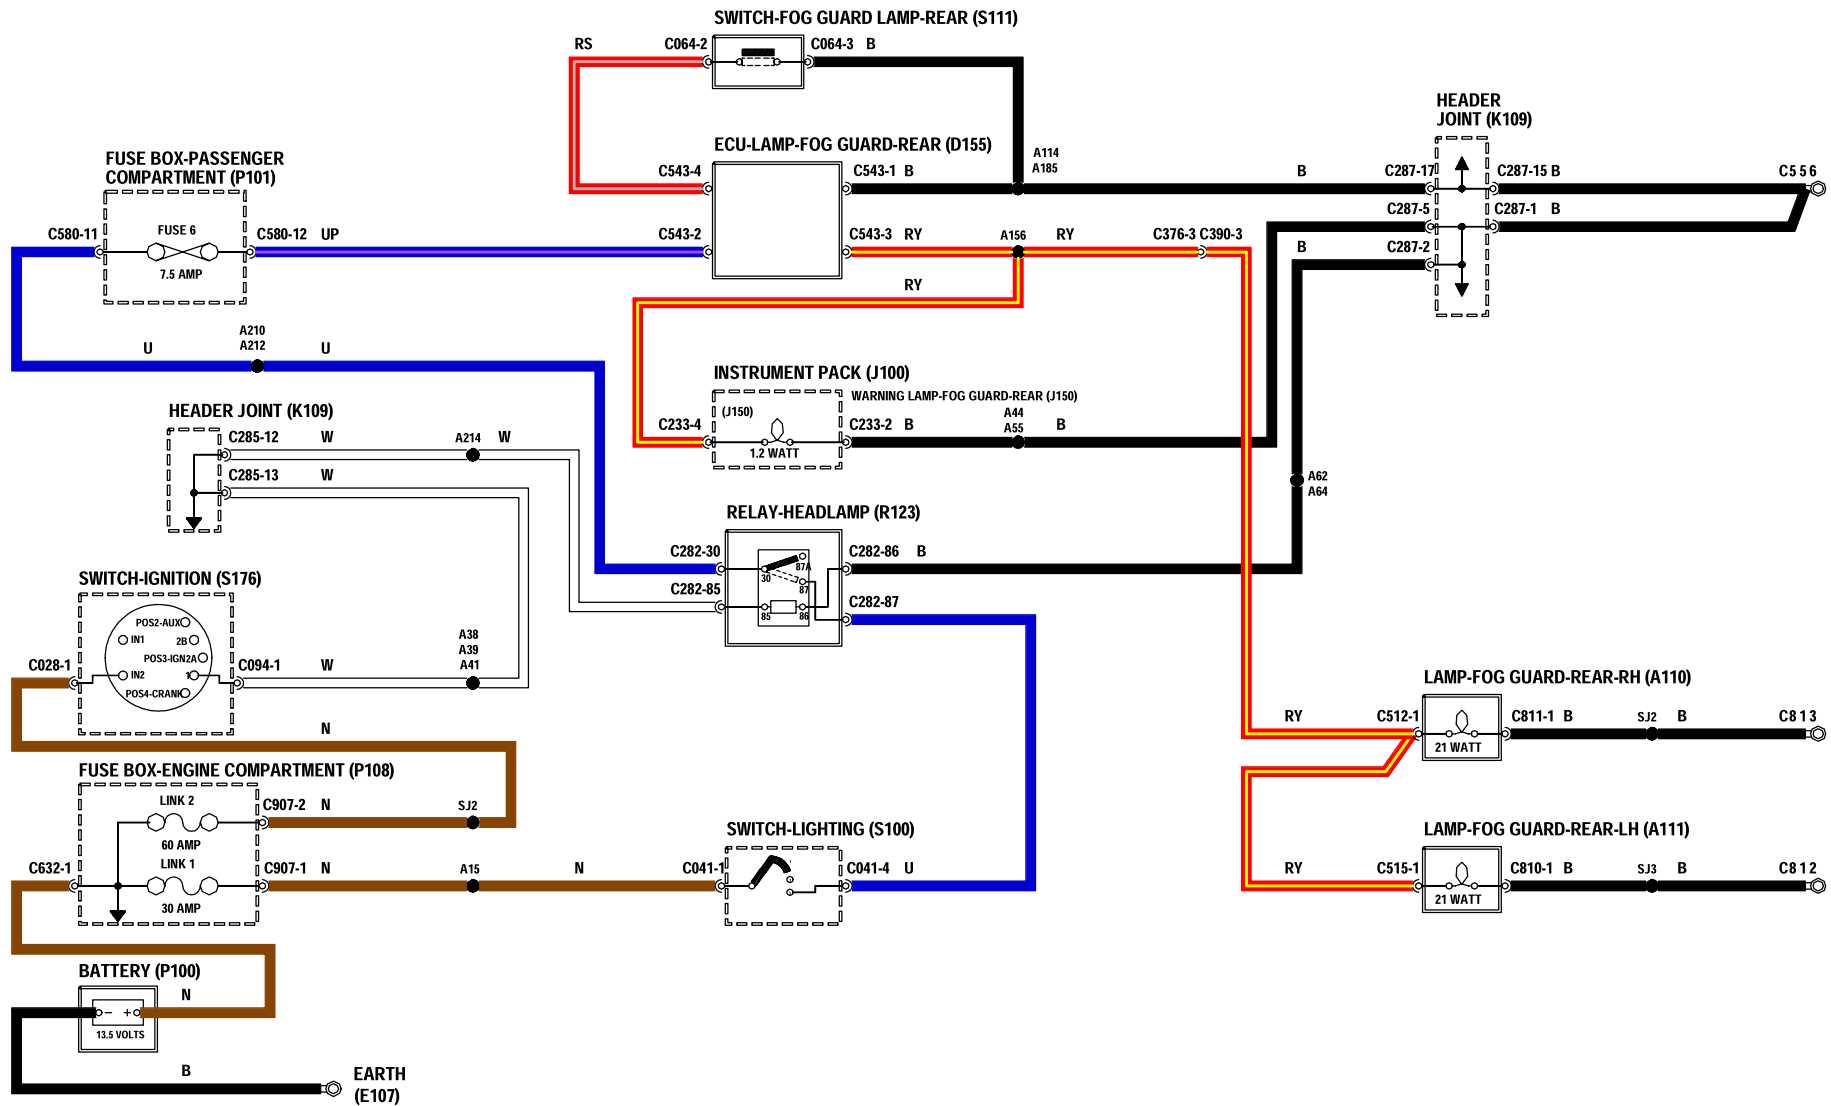 SWITCH-FOG GUARD LAMP-REAR (S111)
RS
C064-2
C064-3
B
HEADER
JOINT (K109)
ECU-LAMP-FOG GUARD-REAR (D155)
A114
A185
C543-4
C543-1
B
B
C287-17
C287-15
B
C556
FUSE BOX-PASSENGER
COMPARTMENT (P101)
C287-5
C287-1
B
C580-11
FUSE 6
7.5 AMP
C580-12
UP
C543-2
C543-3
RY
A156
RY
C376-3
C390-3
B
C287-2
RY
A210
A212
U
U
INSTRUMENT PACK (J100)
WARNING LAMP-FOG GUARD-REAR (J150)
(J150)
C233-4
1.2 WATT
C233-2
B
A44
A55
B
HEADER JOINT (K109)
C285-12
W
A214
W
C285-13
W
A62
A64
RELAY-HEADLAMP (R123)
C282-30
30
87A
87
C282-86
B
C282-85
85
86
C282-87
SWITCH-IGNITION (S176)
POS2-AUX
IN1
2B
POS3-IGN2A
IN2
1
POS4-CRANK
C028-1
C094-1
W
A38
A39
A41
N
LAMP-FOG GUARD-REAR-RH (A110)
RY
C512-1
21 WATT
C811-1
B
SJ2
B
C813
FUSE BOX-ENGINE COMPARTMENT (P108)
LINK 2
60 AMP
C907-2
N
SJ2
LINK 1
30 AMP
C632-1
C907-1
N
A15
N
SWITCH-LIGHTING (S100)
C041-1
C041-4
U
LAMP-FOG GUARD-REAR-LH (A111)
RY
C515-1
21 WATT
C810-1
B
SJ3
B
C812
BATTERY (P100)
N
- +
13.5 VOLTS
B
EARTH
(E107)